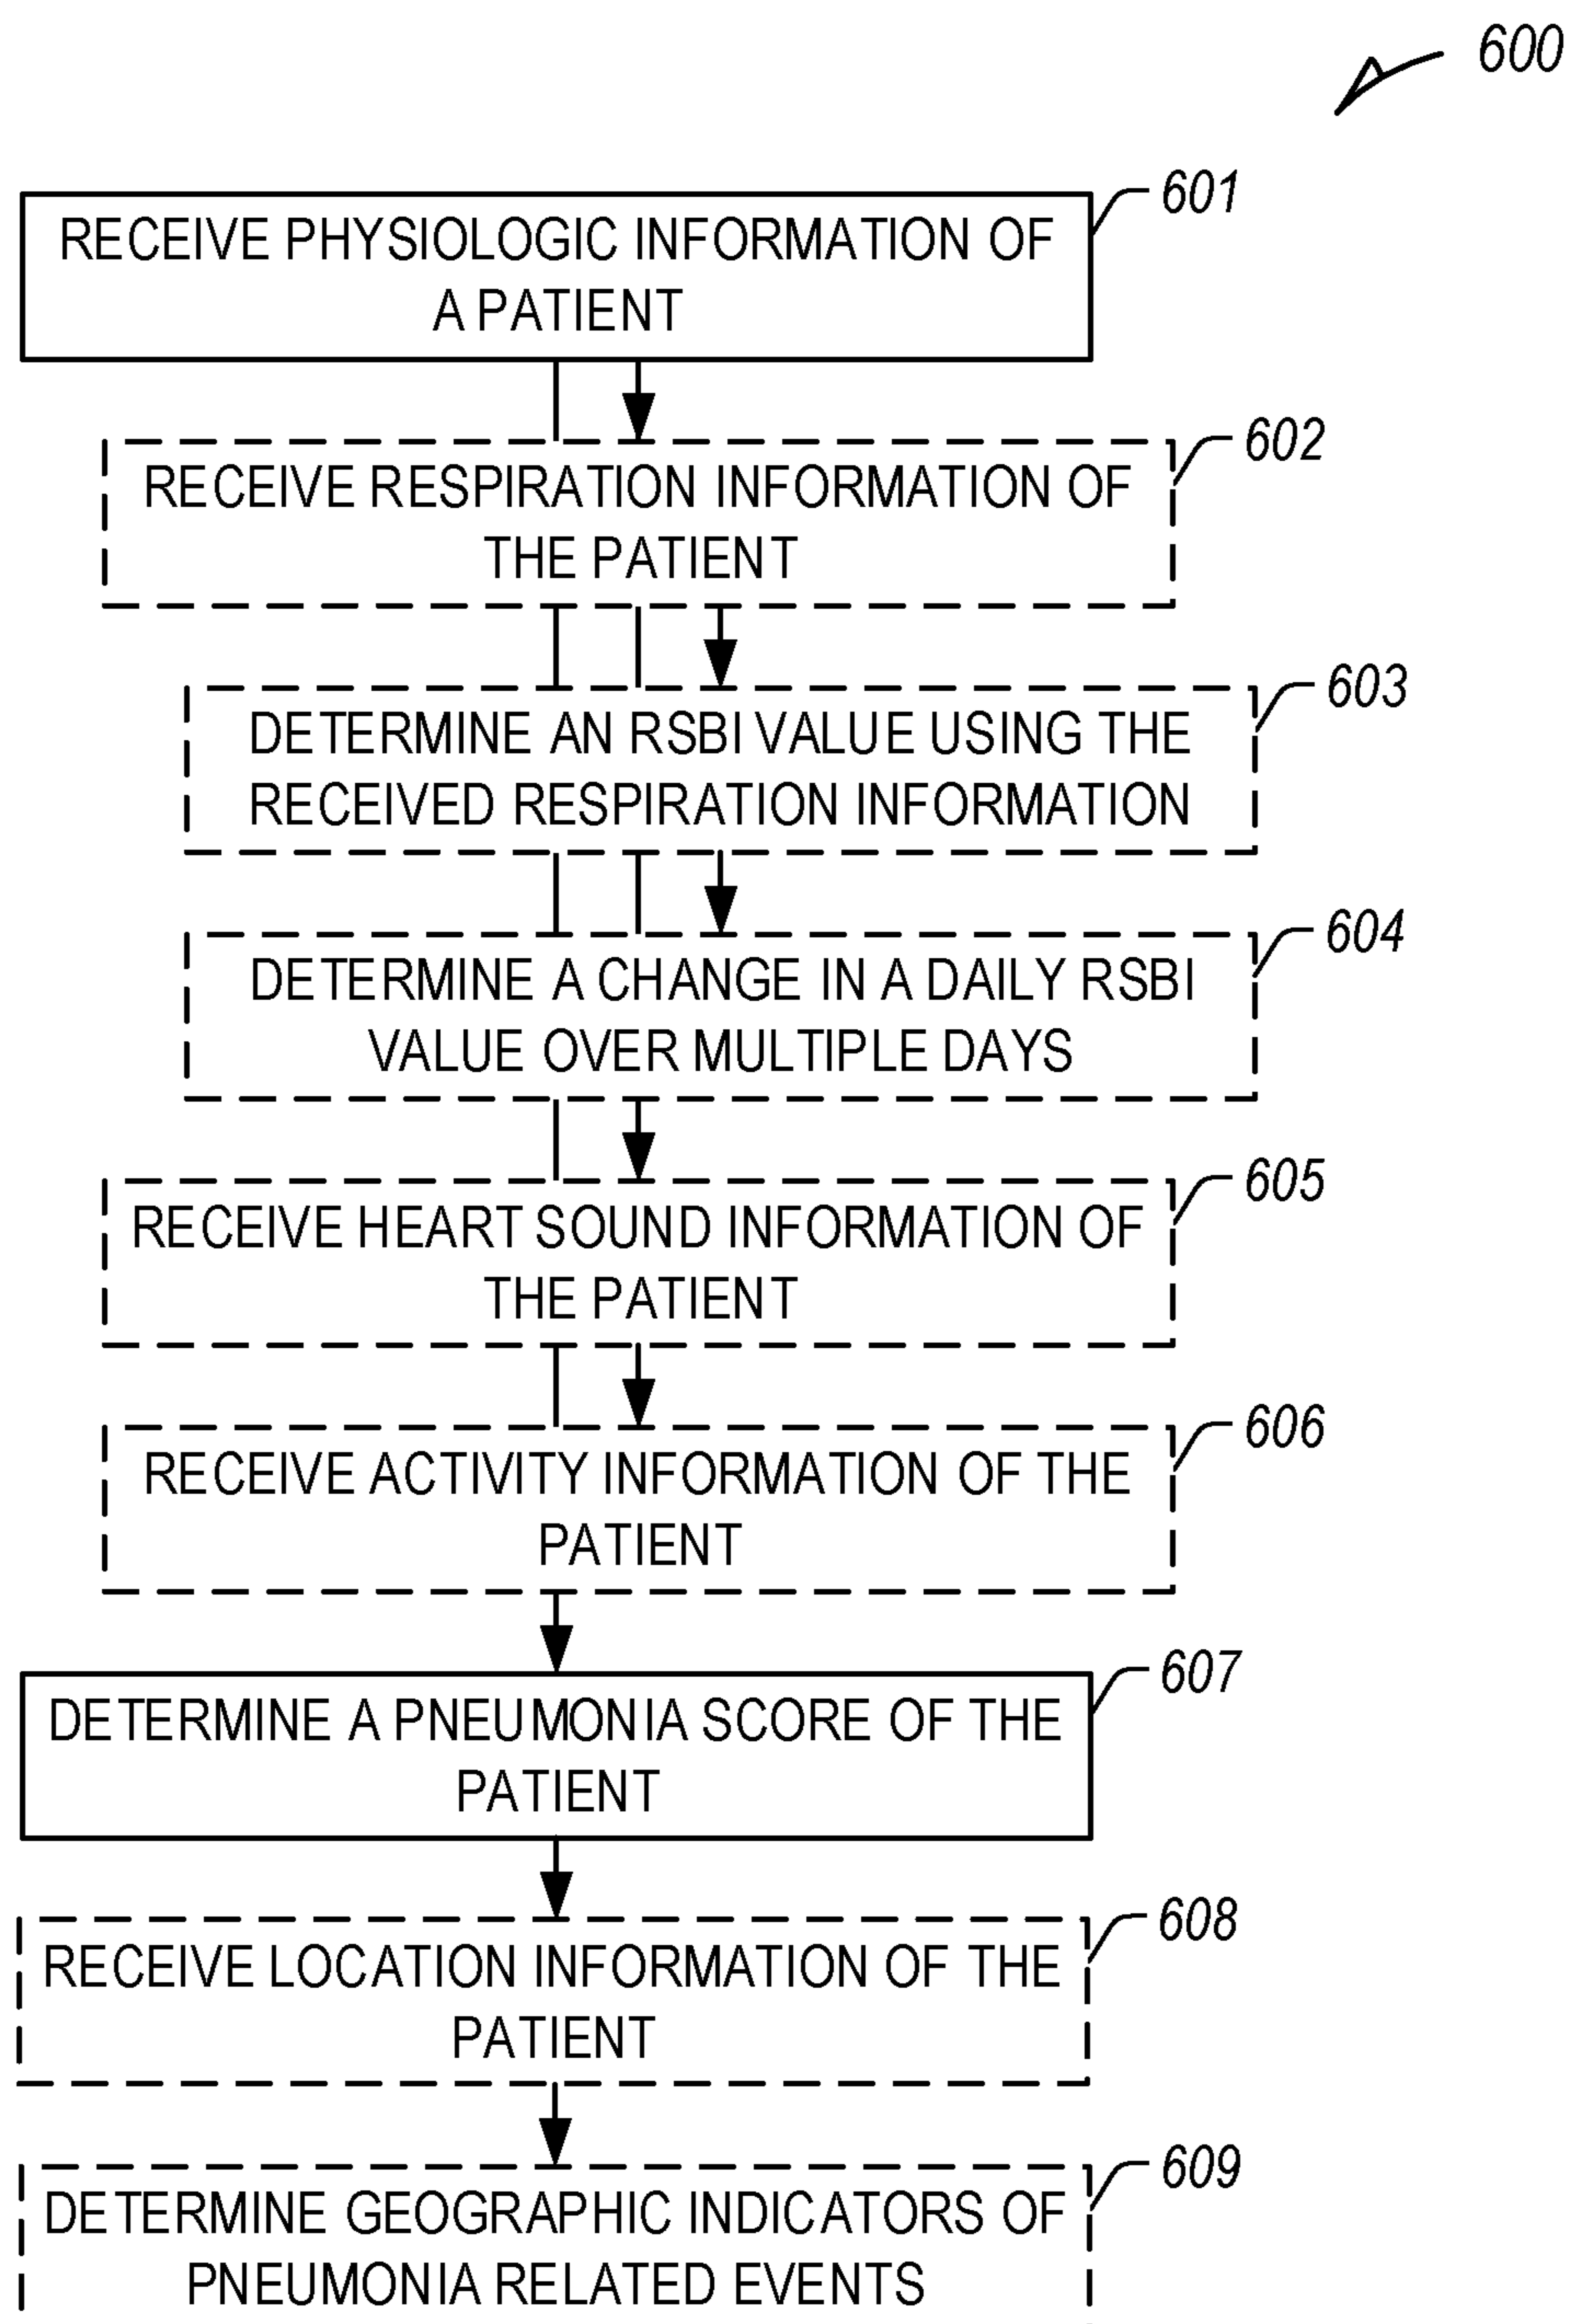 600
601
RECEIVE PHYSIOLOGIC INFORMATION OF
A PATIENT
602
RECEIVE RESPIRATION INFORMATION OF
THE PATIENT
603
DETERMINE AN RSBI VALUE USING THE
RECEIVED RESPIRATION INFORMATION
604
DETERMINE A CHANGE IN A DAILY RSBI
VALUE OVER MULTIPLE DAYS
605
RECEIVE HEART SOUND INFORMATION OF
THE PATIENT
606
RECEIVE ACTIVITY INFORMATION OF THE
PATIENT
607
DETERMINE A PNEUMONIA SCORE OF THE
PATIENT
608
RECEIVE LOCATION INFORMATION OF THE
PATIENT
609
DETERMINE GEOGRAPHIC INDICATORS OF
PNEUMONIA RELATED EVENTS